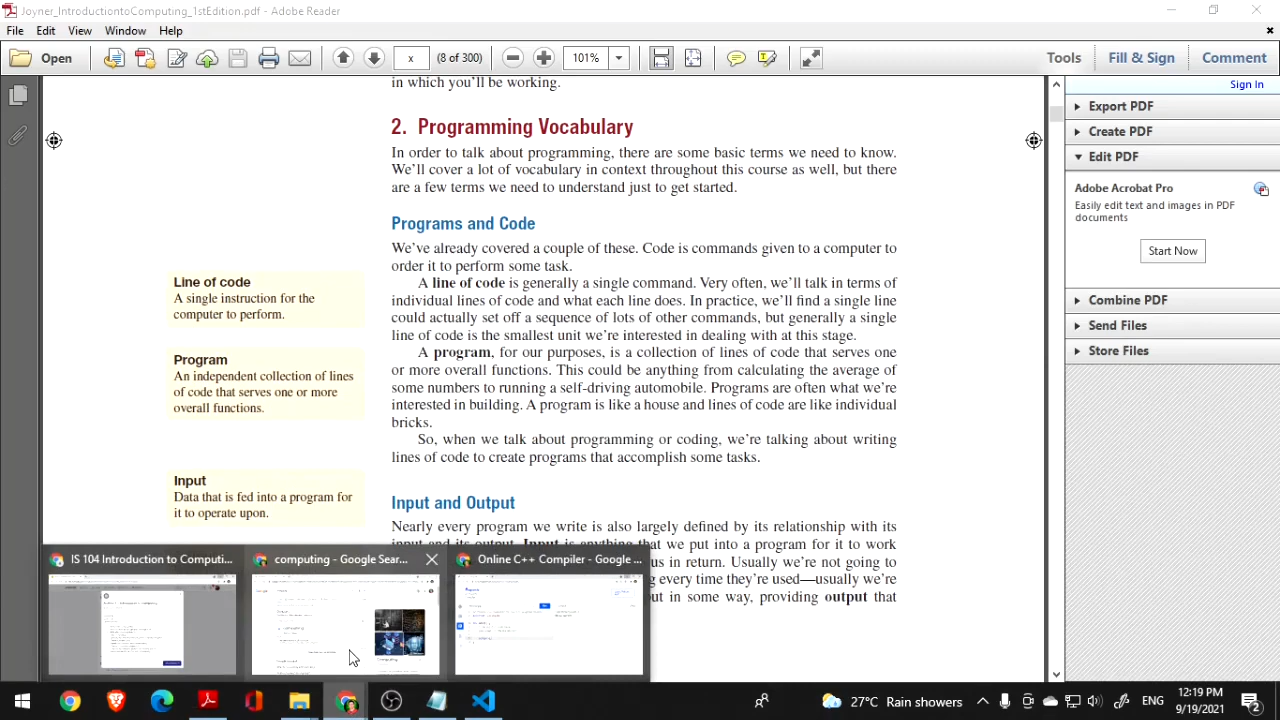 Joyner_IntroductiontoComputing_1stEdition.pdf - Adobe Reader
File Edit View Window Help
Open x (8 of 300) 101% Tools Fill & Sign Comment
in which you'll be working.
Sign In
Export PDF
Create PDF
Edit PDF
Adobe Acrobat Pro
Easily edit text and images in PDF
documents
Start Now
Combine PDF
Send Files
Store Files
2. Programming Vocabulary
In order to talk about programming, there are some basic terms we need to know.
We'll cover a lot of vocabulary in context throughout this course as well, but there
are a few terms we need to understand just to get started.
Programs and Code
We've already covered a couple of these. Code is commands given to a computer to
order it to perform some task.
A line of code is generally a single command. Very often, we'll talk in terms of
individual lines of code and what each line does. In practice, we'll find a single line
could actually set off a sequence of lots of other commands, but generally a single
line of code is the smallest unit we're interested in dealing with at this stage.
A program, for our purposes, is a collection of lines of code that serves one
or more overall functions. This could be anything from calculating the average of
some numbers to running a self-driving automobile. Programs are often what we're
interested in building. A program is like a house and lines of code are like individual
bricks.
So, when we talk about programming or coding, we're talking about writing
lines of code to create programs that accomplish some tasks.
Line of code
A single instruction for the
computer to perform.
Program
An independent collection of lines
of code that serves one or more
overall functions.
Input
Data that is fed into a program for
it to operate upon.
Input and Output
Nearly every program we write is also largely defined by its relationship with its
input and its output. Input is anything that we put into a program for it to work
us in return. Usually we're not going to
every time they're used—usually we're
in some way, providing output that
IS 104 Introduction to Computi...
computing - Google Sear...
Online C++ Compiler - Google ...
27°C Rain showers
ENG
12:19 PM
9/19/2021
2